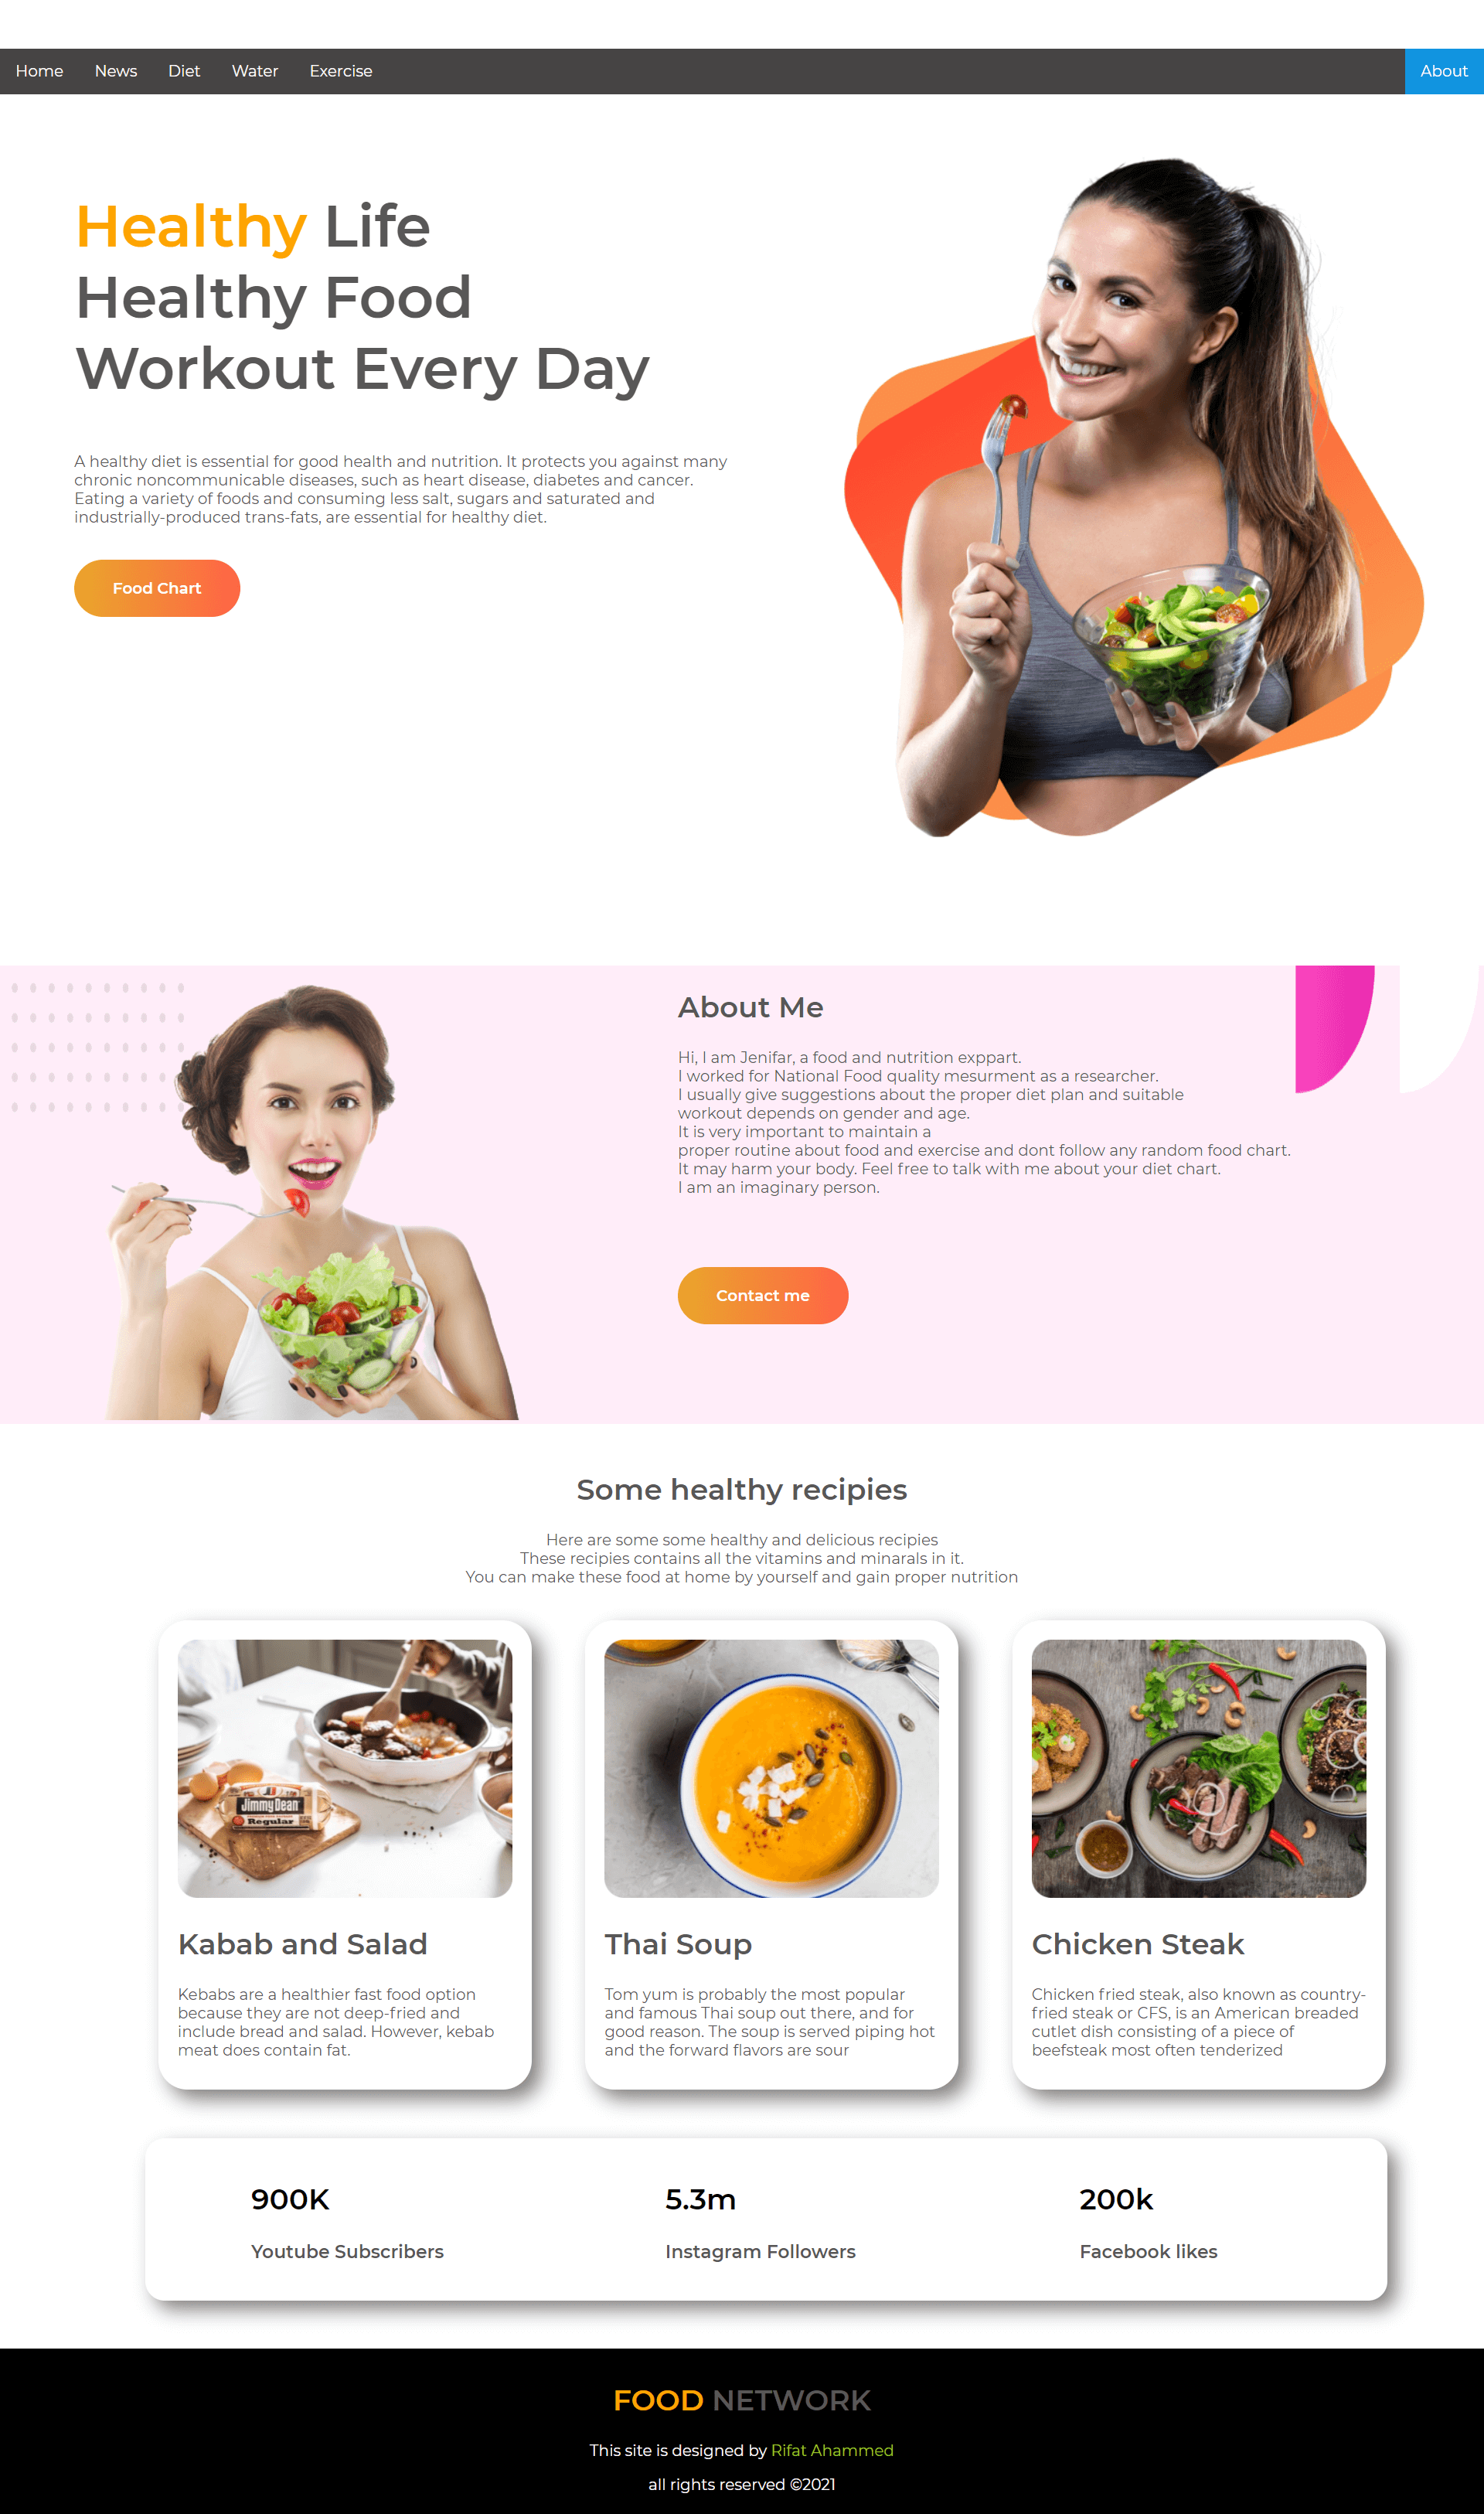 Home News Diet Water Exercise About
Healthy Life
Healthy Food
Workout Every Day
A healthy diet is essential for good health and nutrition. It protects you against many
chronic noncommunicable diseases, such as heart disease, diabetes and cancer.
Eating a variety of foods and consuming less salt, sugars and saturated and
industrially-produced trans-fats, are essential for healthy diet.
Food Chart
About Me
Hi, I am Jenifar, a food and nutrition exppart.
I worked for National Food quality mesurment as a researcher.
I usually give suggestions about the proper diet plan and suitable
workout depends on gender and age.
It is very important to maintain a
proper routine about food and exercise and dont follow any random food chart.
It may harm your body. Feel free to talk with me about your diet chart.
I am an imaginary person.
Contact me
Some healthy recipies
Here are some some healthy and delicious recipies
These recipies contains all the vitamins and minarals in it.
You can make these food at home by yourself and gain proper nutrition
Jimmy Dean
Regular
Kabab and Salad
Kebabs are a healthier fast food option
because they are not deep-fried and
include bread and salad. However, kebab
meat does contain fat.
Thai Soup
Tom yum is probably the most popular
and famous Thai soup out there, and for
good reason. The soup is served piping hot
and the forward flavors are sour
Chicken Steak
Chicken fried steak, also known as country-
fried steak or CFS, is an American breaded
cutlet dish consisting of a piece of
beefsteak most often tenderized
900K
Youtube Subscribers
5.3m
Instagram Followers
200k
Facebook likes
FOOD NETWORK
This site is designed by Rifat Ahammed
all rights reserved ©2021